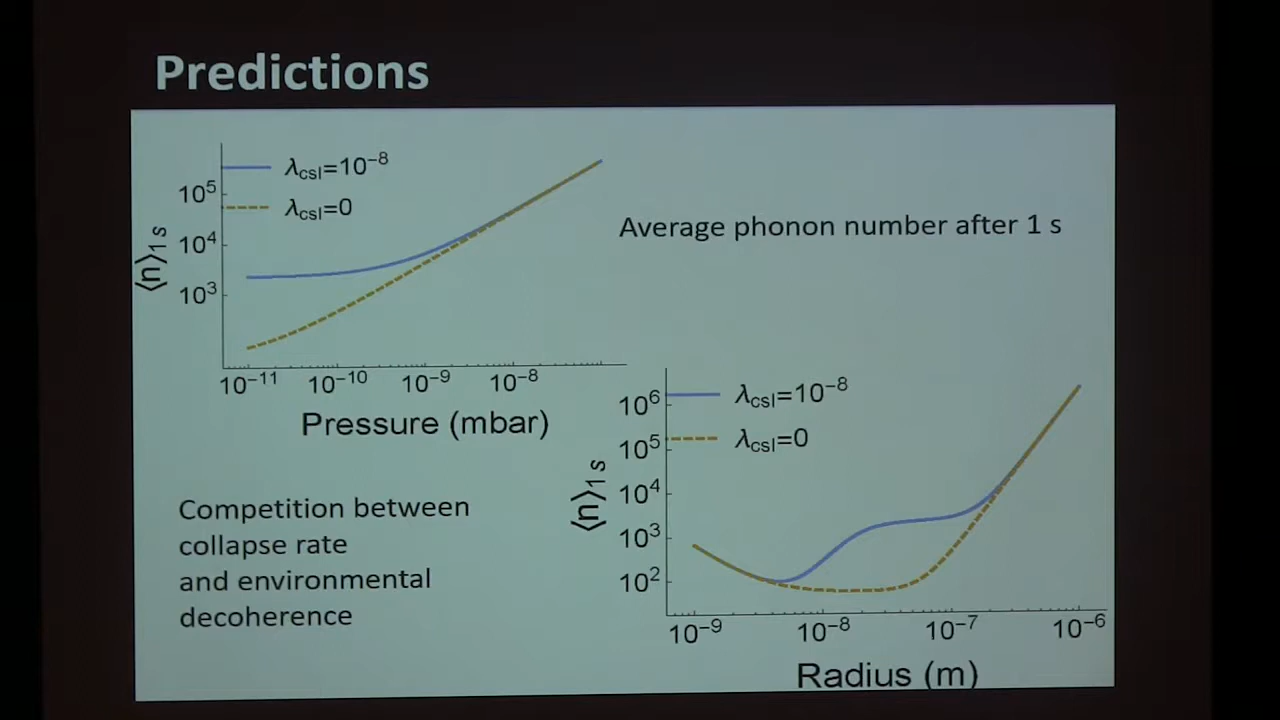 Predictions
λcsl=10⁻⁸
λcsl=0
10⁵
10⁴
10³
⟨n⟩1 s
10⁻¹¹ 10⁻¹⁰ 10⁻⁹ 10⁻⁸
Pressure (mbar)
Average phonon number after 1 s
Competition between
collapse rate
and environmental
decoherence
λcsl=10⁻⁸
λcsl=0
10⁶
10⁵
10⁴
10³
10²
⟨n⟩1 s
10⁻⁹ 10⁻⁸ 10⁻⁷ 10⁻⁶
Radius (m)